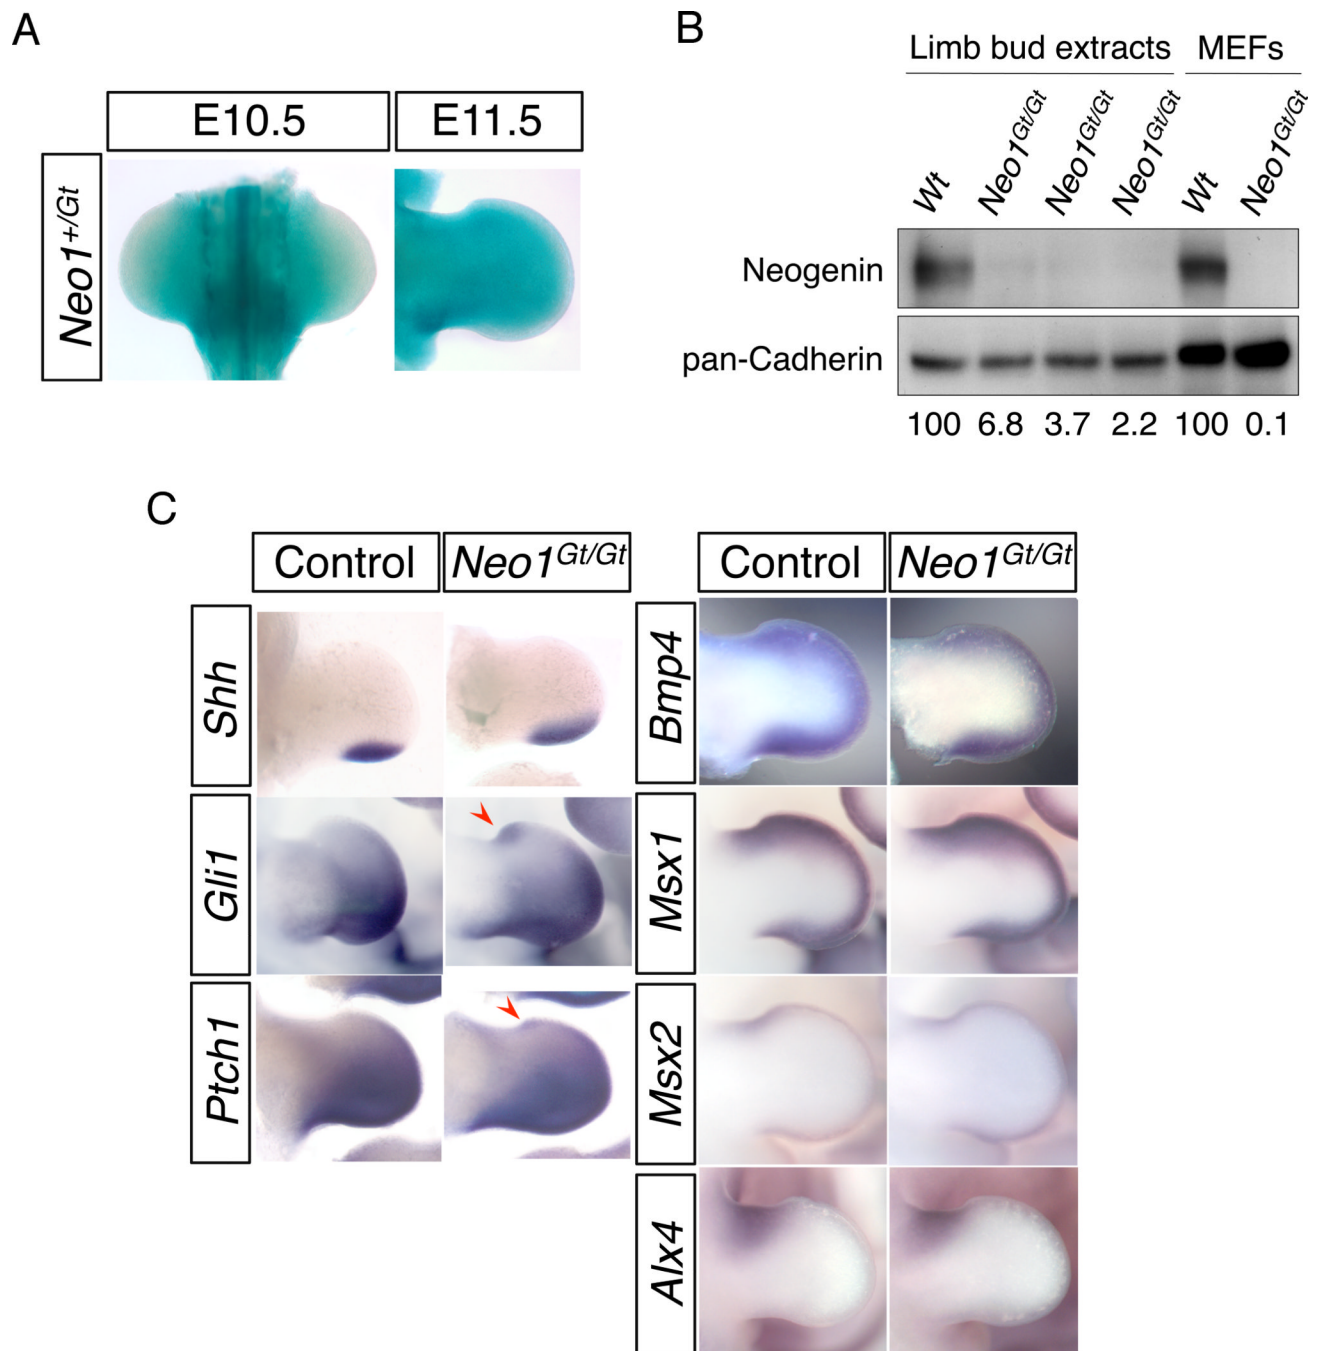 A
E10.5 E11.5
Neo1+/Gt
B
Limb bud extracts MEFs
Wt Neo1Gt/Gt Neo1Gt/Gt Neo1Gt/Gt Wt Neo1Gt/Gt
Neogenin
pan-Cadherin
100 6.8 3.7 2.2 100 0.1
C
Control Neo1Gt/Gt
Shh
Gli1
Ptch1
Control Neo1Gt/Gt
Bmp4
Msx1
Msx2
Alx4